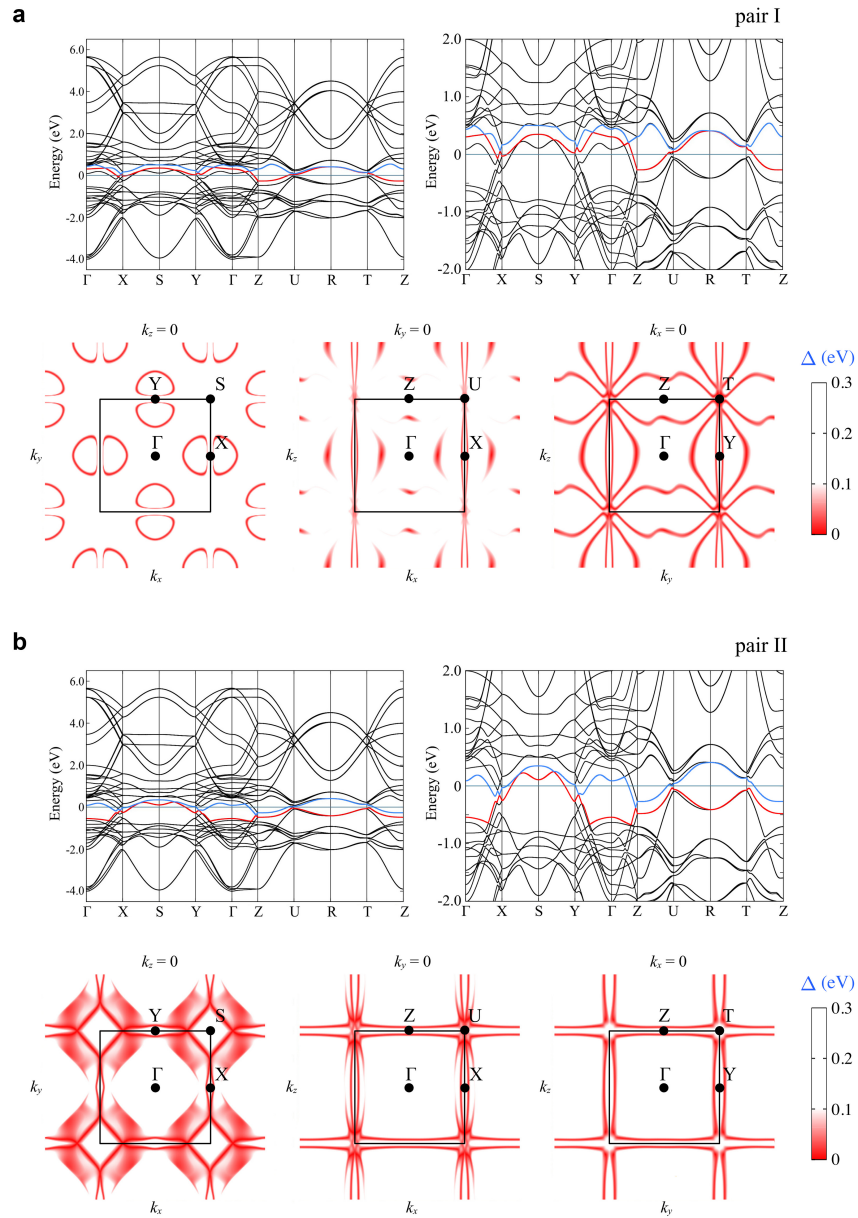 a
pair I
6.0
4.0
2.0
0
-2.0
-4.0
Energy (eV)
Γ X S Y Γ Z U R T Z
2.0
1.0
0
-1.0
-2.0
Energy (eV)
Γ X S Y Γ Z U R T Z
kz = 0
Y S
Γ X
ky
kx
ky = 0
Z U
Γ X
kz
kx
kx = 0
Z T
Γ Y
kz
ky
Δ (eV)
0.3
0.2
0.1
0
b
pair II
6.0
4.0
2.0
0
-2.0
-4.0
Energy (eV)
Γ X S Y Γ Z U R T Z
2.0
1.0
0
-1.0
-2.0
Energy (eV)
Γ X S Y Γ Z U R T Z
kz = 0
Y S
Γ X
ky
kx
ky = 0
Z U
Γ X
kz
kx
kx = 0
Z T
Γ Y
kz
ky
Δ (eV)
0.3
0.2
0.1
0